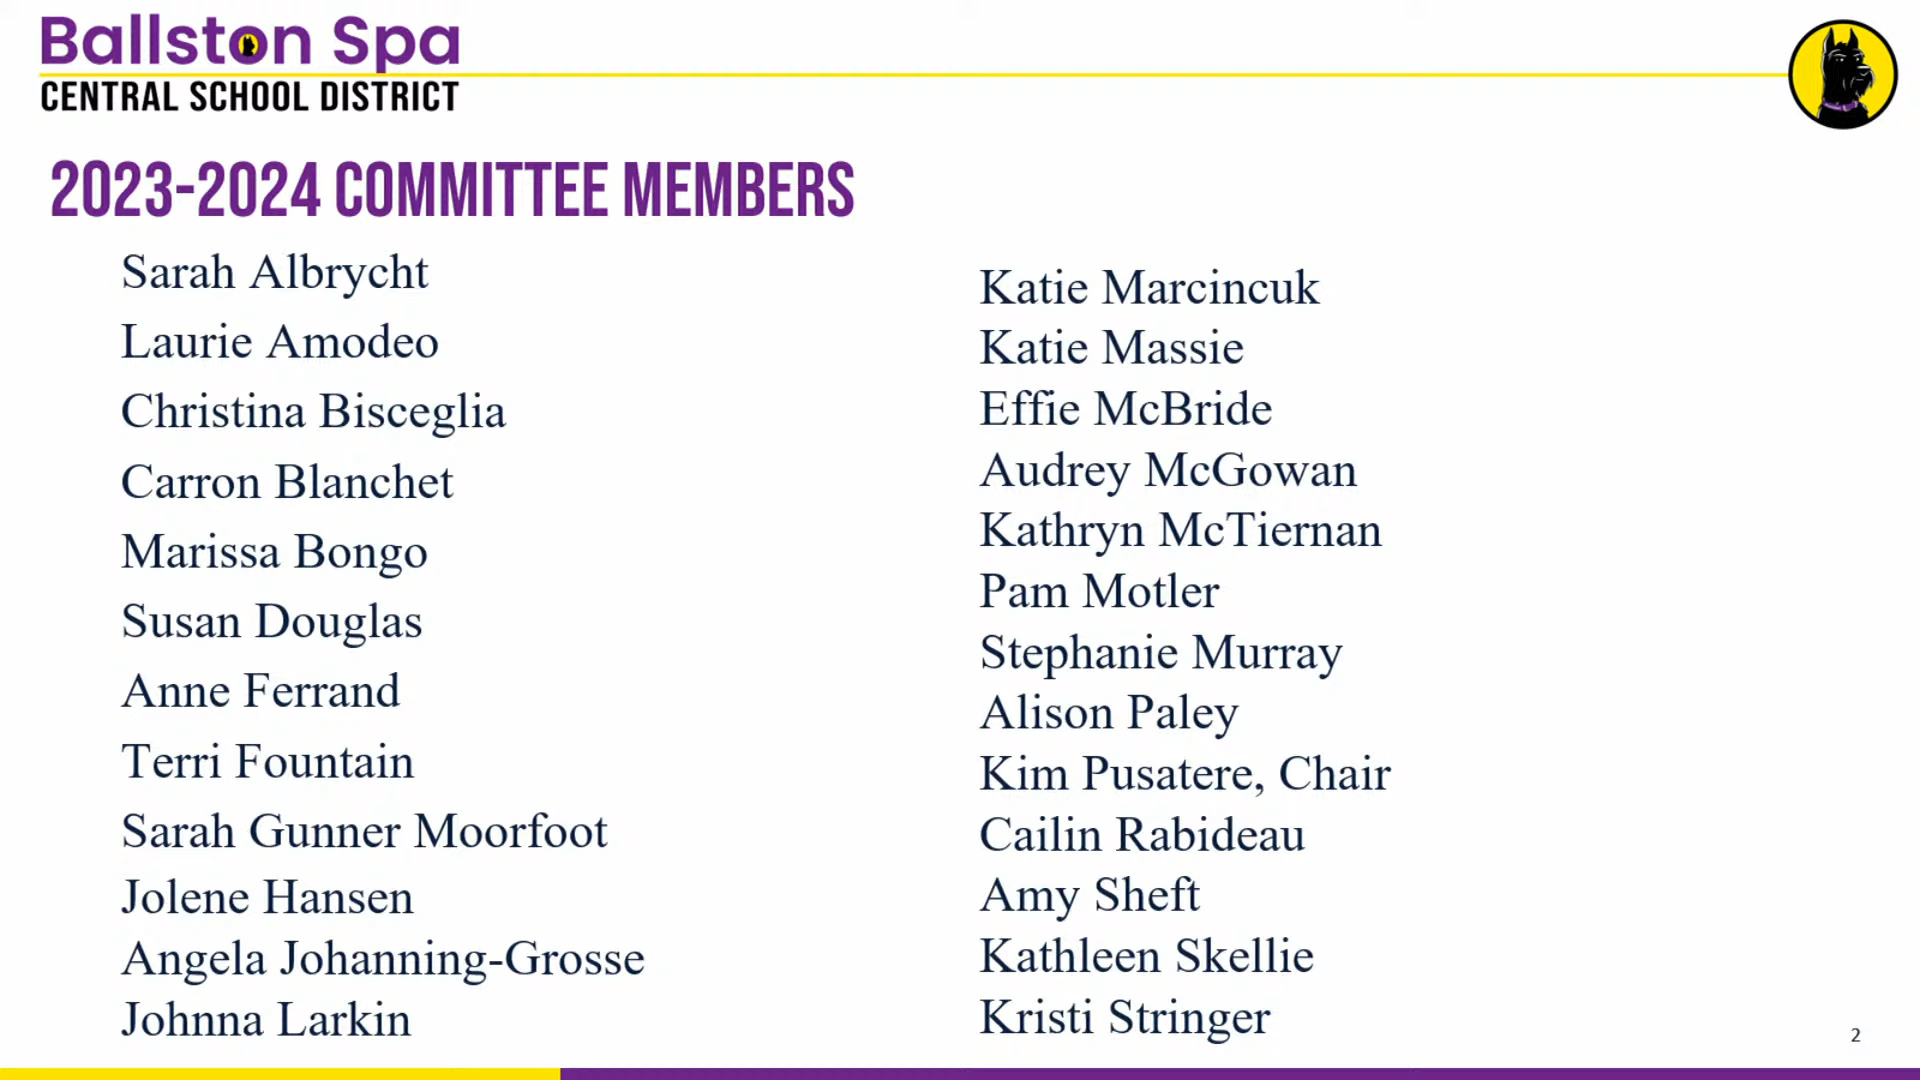 Ballston Spa
CENTRAL SCHOOL DISTRICT
2023-2024 COMMITTEE MEMBERS
Sarah Albrycht
Laurie Amodeo
Christina Bisceglia
Carron Blanchet
Marissa Bongo
Susan Douglas
Anne Ferrand
Terri Fountain
Sarah Gunner Moorfoot
Jolene Hansen
Angela Johanning-Grosse
Johnna Larkin
Katie Marcincuk
Katie Massie
Effie McBride
Audrey McGowan
Kathryn McTiernan
Pam Motler
Stephanie Murray
Alison Paley
Kim Pusatere, Chair
Cailin Rabideau
Amy Sheft
Kathleen Skellie
Kristi Stringer
2